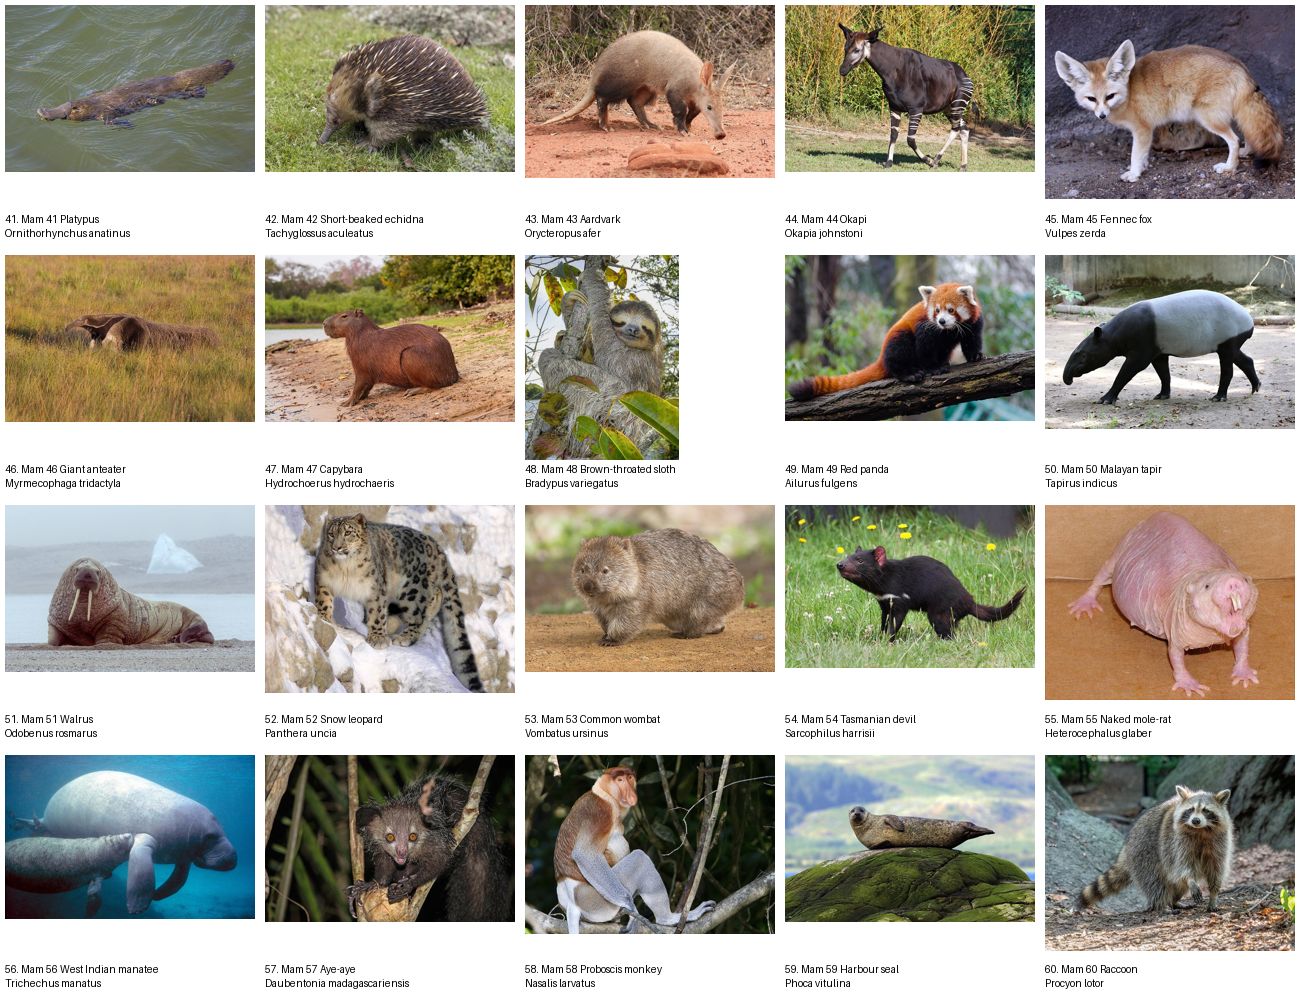 41. Mam 41 Platypus
Ornithorhynchus anatinus
42. Mam 42 Short-beaked echidna
Tachyglossus aculeatus
43. Mam 43 Aardvark
Orycteropus afer
44. Mam 44 Okapi
Okapia johnstoni
45. Mam 45 Fennec fox
Vulpes zerda
46. Mam 46 Giant anteater
Myrmecophaga tridactyla
47. Mam 47 Capybara
Hydrochoerus hydrochaeris
48. Mam 48 Brown-throated sloth
Bradypus variegatus
49. Mam 49 Red panda
Ailurus fulgens
50. Mam 50 Malayan tapir
Tapirus indicus
51. Mam 51 Walrus
Odobenus rosmarus
52. Mam 52 Snow leopard
Panthera uncia
53. Mam 53 Common wombat
Vombatus ursinus
54. Mam 54 Tasmanian devil
Sarcophilus harrisii
55. Mam 55 Naked mole-rat
Heterocephalus glaber
56. Mam 56 West Indian manatee
Trichechus manatus
57. Mam 57 Aye-aye
Daubentonia madagascariensis
58. Mam 58 Proboscis monkey
Nasalis larvatus
59. Mam 59 Harbour seal
Phoca vitulina
60. Mam 60 Raccoon
Procyon lotor